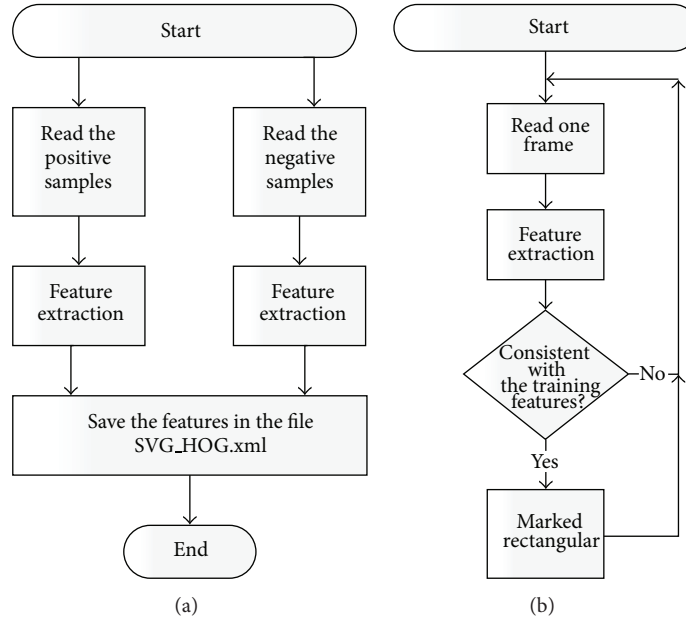 Start
Read the
positive
samples
Read the
negative
samples
Feature
extraction
Feature
extraction
Save the features in the file
SVG_HOG.xml
End
(a)
Start
Read one
frame
Feature
extraction
Consistent
with
the training
features?
No
Yes
Marked
rectangular
(b)